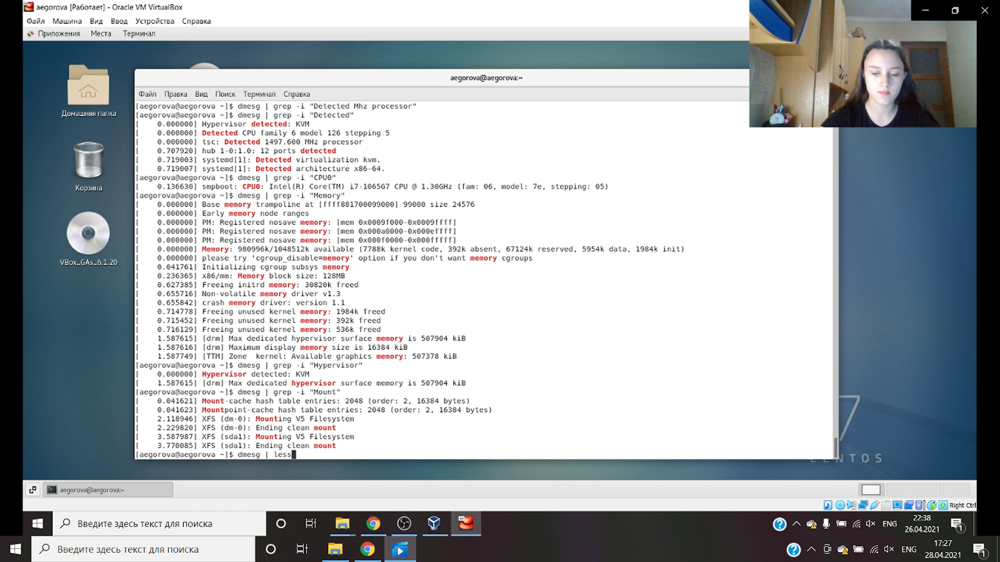 aegorova [Работает] - Oracle VM VirtualBox
Файл Машина Вид Ввод Устройства Справка
Приложения Места Терминал
Домашняя папка
Корзина
VBox_GAs_6.1.20
aegorova@aegorova:~
Файл Правка Вид Поиск Терминал Справка
[aegorova@aegorova ~]$ dmesg | grep -i "Detected Mhz processor"
[aegorova@aegorova ~]$ dmesg | grep -i "Detected"
[    0.000000] Hypervisor detected: KVM
[    0.000000] Detected CPU family 6 model 126 stepping 5
[    0.000000] tsc: Detected 1497.600 MHz processor
[    0.707920] hub 1-0:1.0: 12 ports detected
[    0.719003] systemd[1]: Detected virtualization kvm.
[    0.719007] systemd[1]: Detected architecture x86-64.
[aegorova@aegorova ~]$ dmesg | grep -i "CPU0"
[    0.136630] smpboot: CPU0: Intel(R) Core(TM) i7-1065G7 CPU @ 1.30GHz (fam: 06, model: 7e, stepping: 05)
[aegorova@aegorova ~]$ dmesg | grep -i "Memory"
[    0.000000] Base memory trampoline at [ffff881700099000] 99000 size 24576
[    0.000000] Early memory node ranges
[    0.000000] PM: Registered nosave memory: [mem 0x0009f000-0x0009ffff]
[    0.000000] PM: Registered nosave memory: [mem 0x000a0000-0x000effff]
[    0.000000] PM: Registered nosave memory: [mem 0x000f0000-0x000fffff]
[    0.000000] Memory: 980996k/1048512k available (7788k kernel code, 392k absent, 67124k reserved, 5954k data, 1984k init)
[    0.000000] please try 'cgroup_disable=memory' option if you don't want memory cgroups
[    0.041761] Initializing cgroup subsys memory
[    0.236365] x86/mm: Memory block size: 128MB
[    0.627385] Freeing initrd memory: 30820k freed
[    0.655716] Non-volatile memory driver v1.3
[    0.655842] crash memory driver: version 1.1
[    0.714778] Freeing unused kernel memory: 1984k freed
[    0.715452] Freeing unused kernel memory: 392k freed
[    0.716129] Freeing unused kernel memory: 536k freed
[    1.587615] [drm] Max dedicated hypervisor surface memory is 507904 kiB
[    1.587616] [drm] Maximum display memory size is 16384 kiB
[    1.587749] [TTM] Zone  kernel: Available graphics memory: 507378 kiB
[aegorova@aegorova ~]$ dmesg | grep -i "Hypervisor"
[    0.000000] Hypervisor detected: KVM
[    1.587615] [drm] Max dedicated hypervisor surface memory is 507904 kiB
[aegorova@aegorova ~]$ dmesg | grep -i "Mount"
[    0.041621] Mount-cache hash table entries: 2048 (order: 2, 16384 bytes)
[    0.041623] Mountpoint-cache hash table entries: 2048 (order: 2, 16384 bytes)
[    2.118946] XFS (dm-0): Mounting V5 Filesystem
[    2.229820] XFS (dm-0): Ending clean mount
[    3.587987] XFS (sda1): Mounting V5 Filesystem
[    3.770085] XFS (sda1): Ending clean mount
[aegorova@aegorova ~]$ dmesg | less
7
CENTOS
aegorova@aegorova:~
Right Ctrl
Введите здесь текст для поиска
ENG
22:38
26.04.2021
1
Введите здесь текст для поиска
ENG
17:27
28.04.2021
1